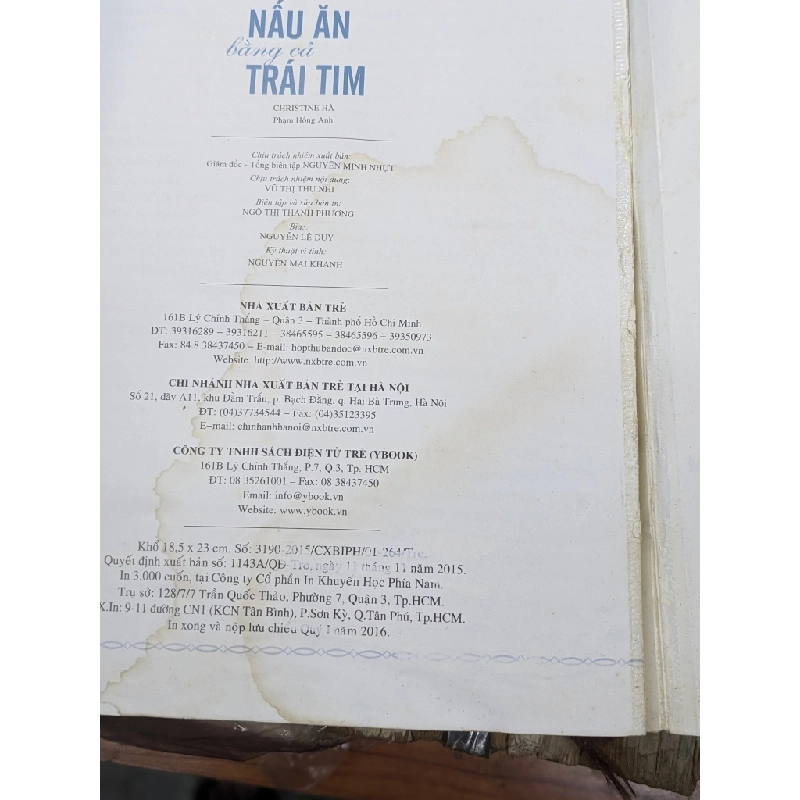 NẤU ĂN
bằng cả
TRÁI TIM
CHRISTINE HÀ
Phạm Hồng Anh
Chịu trách nhiệm xuất bản:
Giám đốc - Tổng biên tập NGUYỄN MINH NHỰT
Chịu trách nhiệm nội dung:
VŨ THỊ THU NHI
Biên tập và sửa bản in:
NGÔ THỊ THANH PHƯƠNG
Bìa:
NGUYỄN LÊ DUY
Kỹ thuật vi tính:
NGUYỄN MAI KHANH
NHÀ XUẤT BẢN TRẺ
161B Lý Chính Thắng – Quận 3 – Thành phố Hồ Chí Minh
ĐT: 39316289 – 39316211 – 38465595 – 38465596 – 39350973
Fax: 84.8.38437450 – E-mail: hopthubandoc@nxbtre.com.vn
Website: http://www.nxbtre.com.vn
CHI NHÁNH NHÀ XUẤT BẢN TRẺ TẠI HÀ NỘI
Số 21, dãy A11, khu Đầm Trấu, p. Bạch Đằng, q. Hai Bà Trưng, Hà Nội
ĐT: (04)37734544 – Fax: (04)35123395
E-mail: chinhanhhanoi@nxbtre.com.vn
CÔNG TY TNHH SÁCH ĐIỆN TỬ TRẺ (YBOOK)
161B Lý Chính Thắng, P.7, Q.3, Tp. HCM
ĐT: 08 35261001 – Fax: 08 38437450
Email: info@ybook.vn
Website: www.ybook.vn
Khổ 18,5 x 23 cm. Số: 3190-2015/CXBIPH/01-264/Tre.
Quyết định xuất bản số: 1143A/QĐ-Tre, ngày tháng 11 năm 2015.
In 3.000 cuốn, tại Công ty Cổ phần In Khuyến Học Phía Nam.
Trụ sở: 128/7/7 Trần Quốc Thảo, Phường 7, Quận 3, Tp.HCM.
X.In: 9-11 đường CN1 (KCN Tân Bình), P.Sơn Kỳ, Q.Tân Phú, Tp.HCM.
In xong và nộp lưu chiểu Quý I năm 2016.